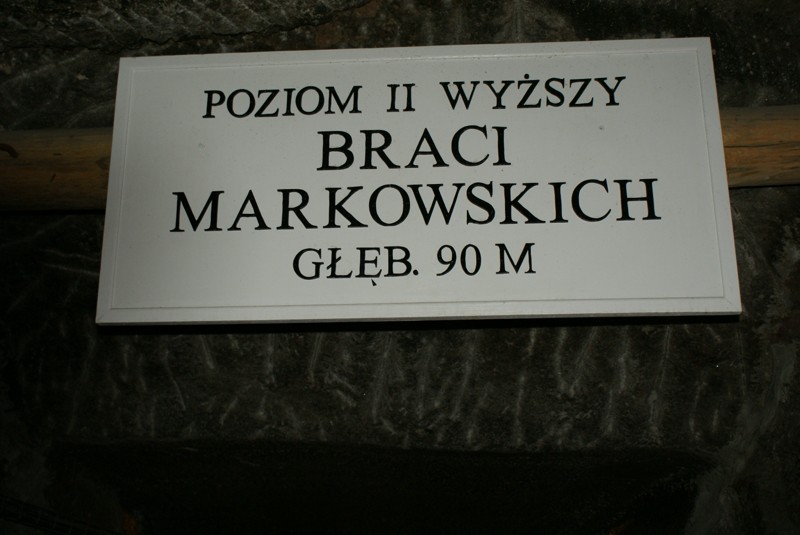 POZIOM II WYŻSZY
BRACI
MARKOWSKICH
GŁĘB. 90 M